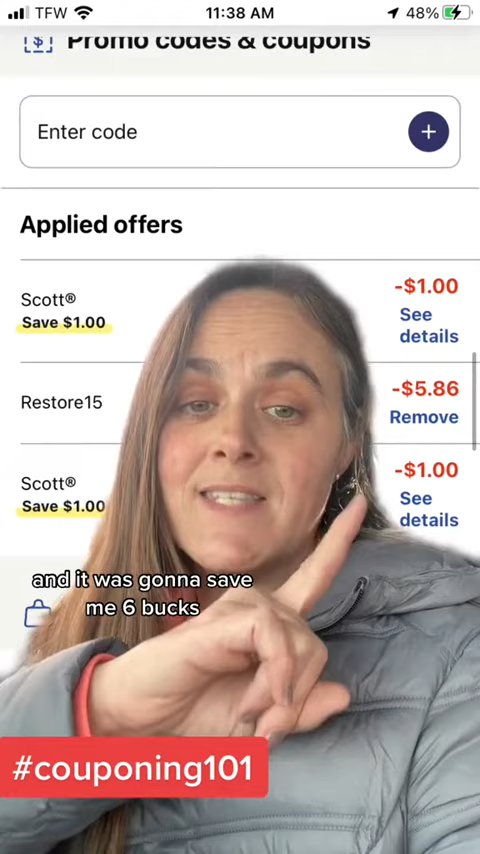 TFW
11:38 AM
48%
Promo codes & coupons
Enter code
Applied offers
Scott®
Save $1.00
-$1.00
See
details
Restore15
-$5.86
Remove
Scott®
Save $1.00
-$1.00
See
details
and it was gonna save
me 6 bucks
#couponing101